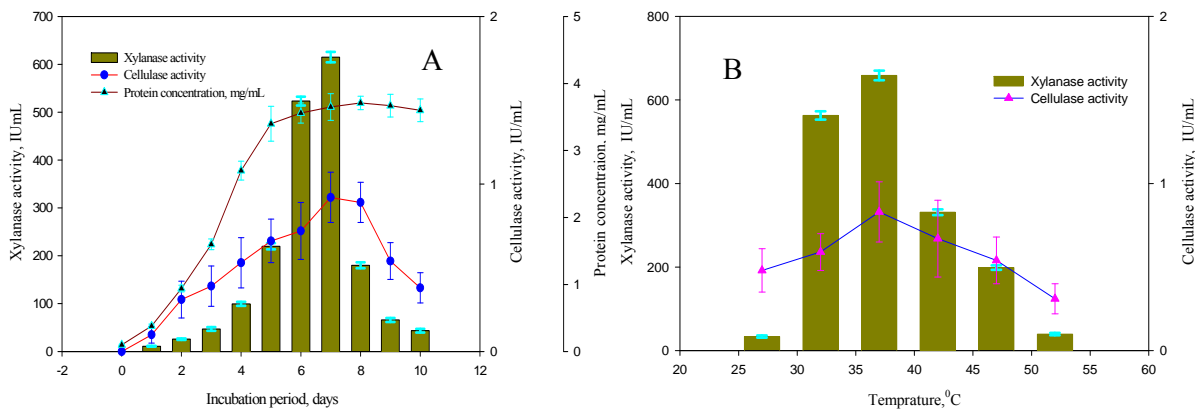 700
600
500
400
300
200
100
0
Xylanase activity, IU/mL
Xylanase activity
Cellulase activity
Protein concentration, mg/mL
A
-2 0 2 4 6 8 10 12
Incubation period, days
2
1
0
Cellulase activity, IU/mL
5
4
3
2
1
0
Protein concentraion. mg/mL
800
600
400
200
0
Xylanase activity, IU/mL
B
Xylanase activity
Cellulase activity
20 25 30 35 40 45 50 55 60
Temprature,⁰C
2
1
0
Cellulase activity, IU/mL